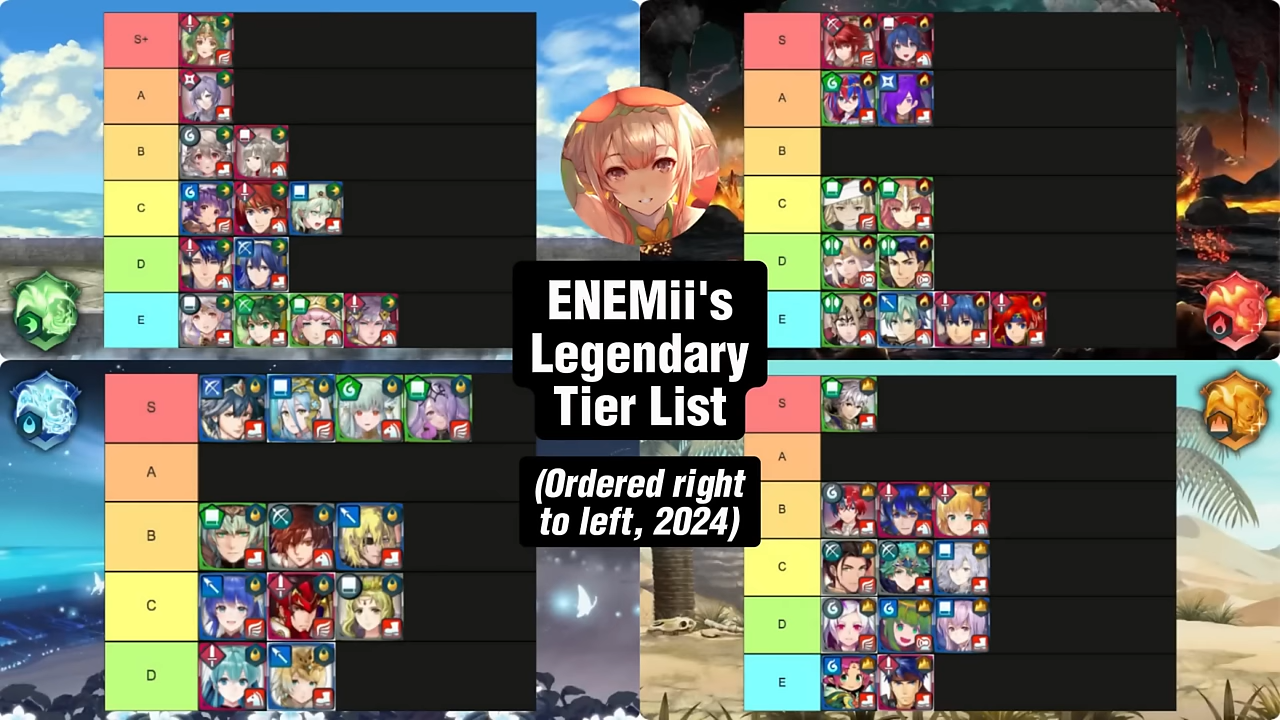 S+
A
B
C
D
E
S
A
B
C
D
E
ENEMii's
Legendary
Tier List
(Ordered right
to left, 2024)
S
A
B
C
D
S
A
B
C
D
E